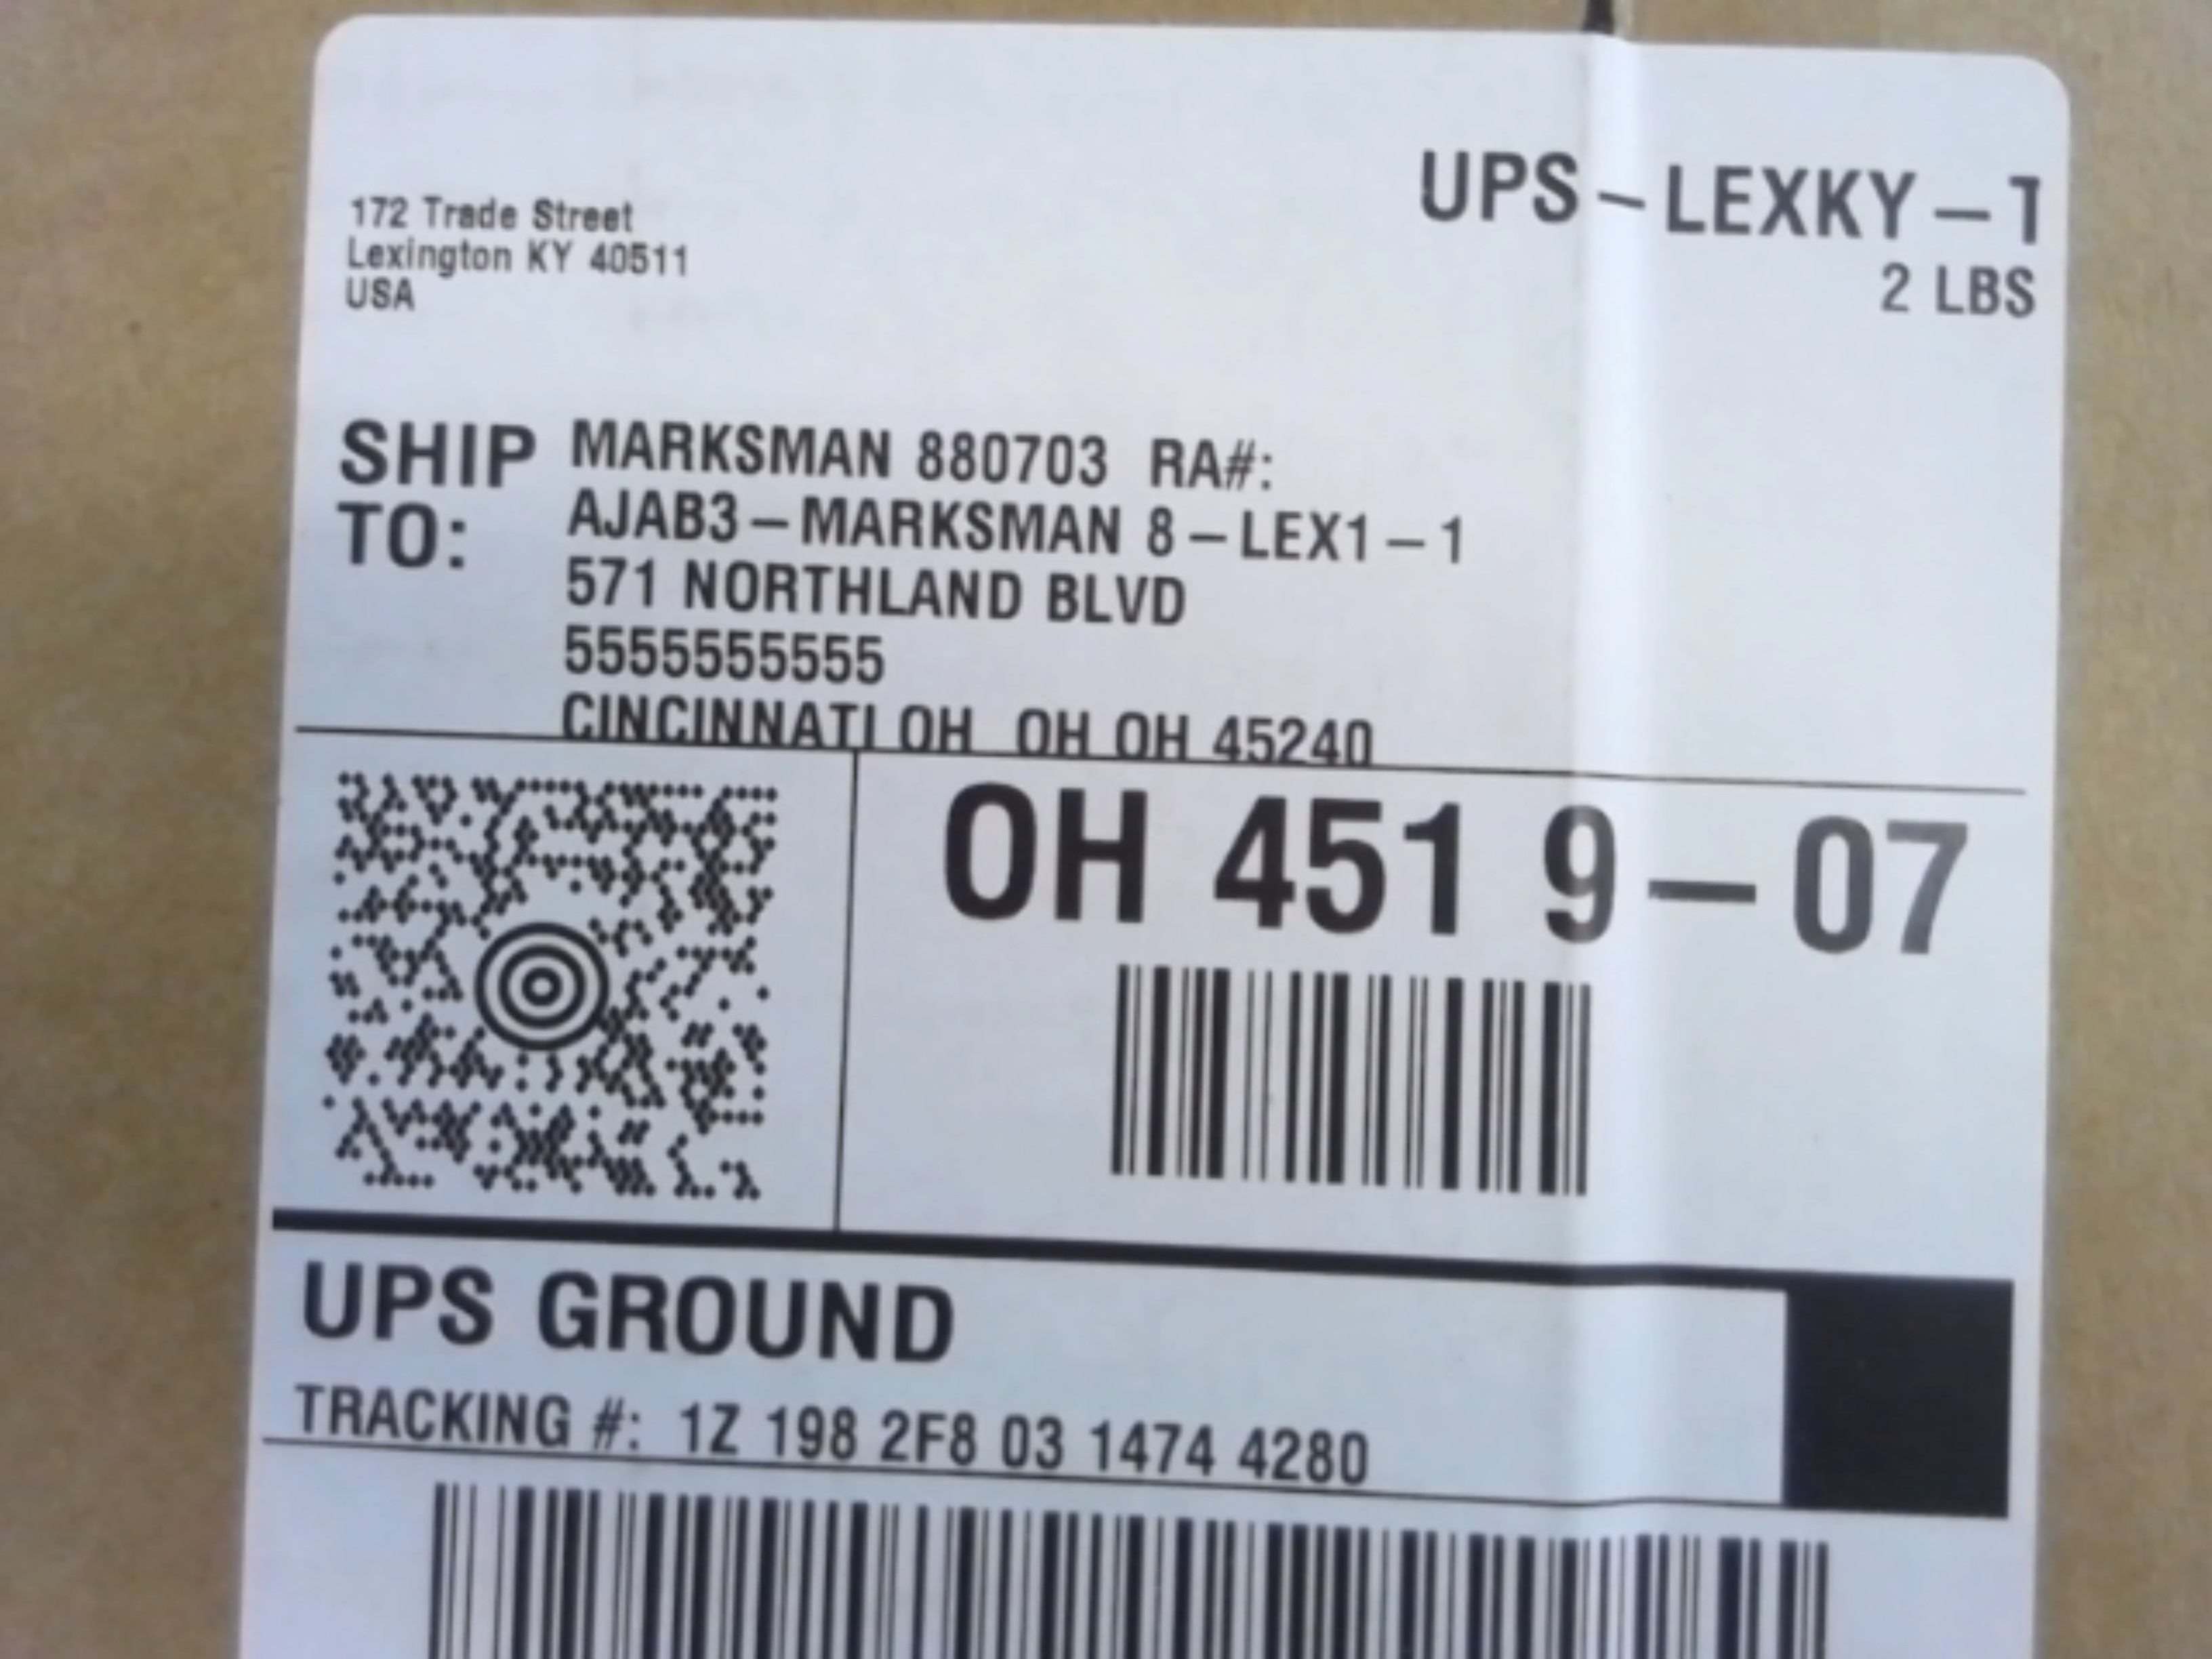 172 Trade Street
Lexington KY 40511
USA
UPS-LEXKY-1
2 LBS
SHIP TO:
MARKSMAN 880703 RA#:
AJAB3-MARKSMAN 8-LEX1-1
571 NORTHLAND BLVD
5555555555
CINCINNATI OH OH OH 45240
OH 451 9-07
UPS GROUND
TRACKING #: 1Z 198 2F8 03 1474 4280